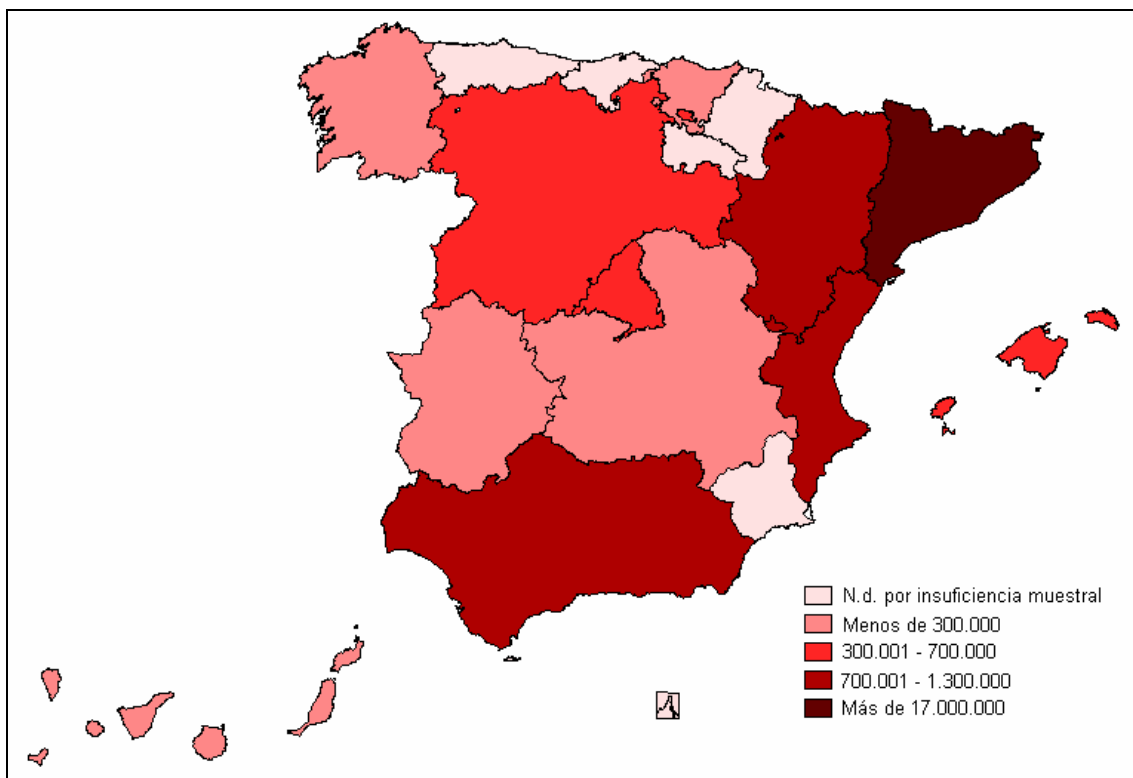 N.d. por insuficiencia muestral
Menos de 300.000
300.001 - 700.000
700.001 - 1.300.000
Más de 17.000.000